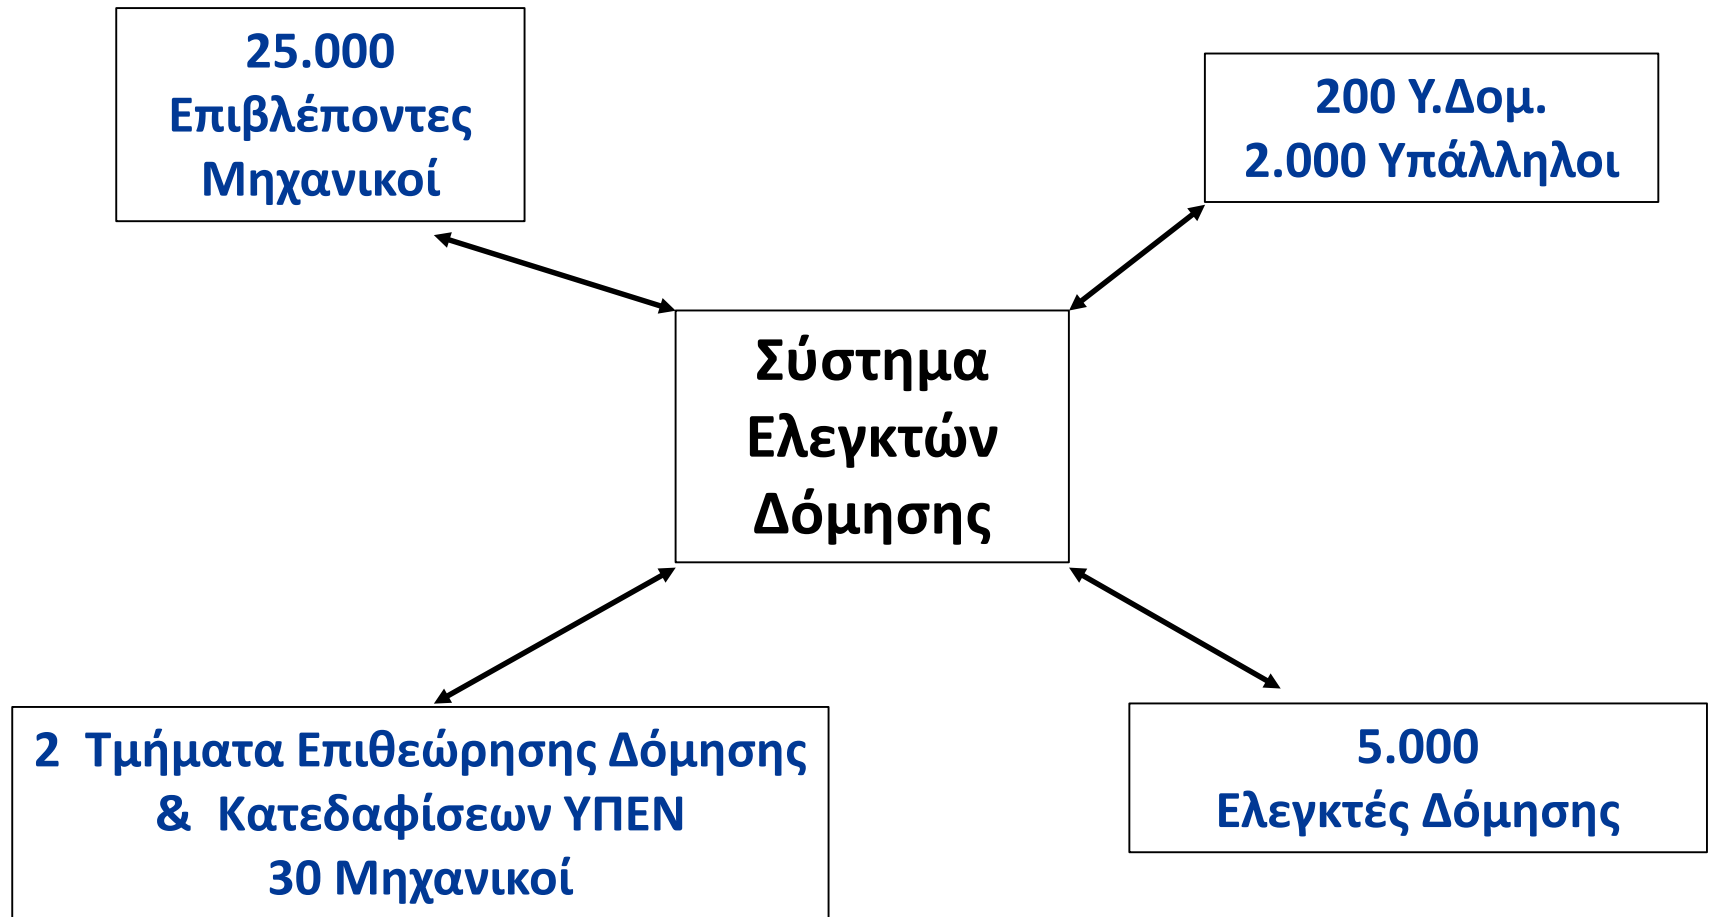 25.000
Επιβλέποντες
Μηχανικοί
200 Υ.Δομ.
2.000 Υπάλληλοι
Σύστημα
Ελεγκτών
Δόμησης
2 Τμήματα Επιθεώρησης Δόμησης
& Κατεδαφίσεων ΥΠΕΝ
30 Μηχανικοί
5.000
Ελεγκτές Δόμησης